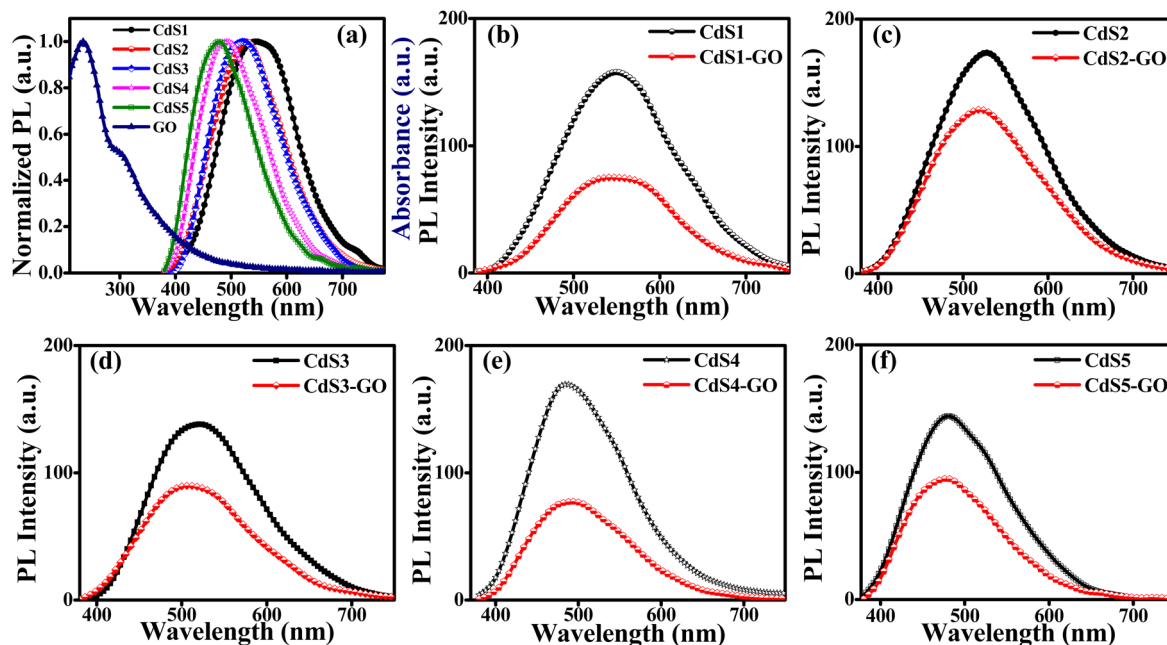 (a)
CdS1
CdS2
CdS3
CdS4
CdS5
GO
Normalized PL (a.u.)
1.0
0.8
0.6
0.4
0.2
0.0
300 400 500 600 700
Wavelength (nm)
Absorbance (a.u.)
(b)
CdS1
CdS1-GO
PL Intensity (a.u.)
200
100
0
400 500 600 700
Wavelength (nm)
(c)
CdS2
CdS2-GO
PL Intensity (a.u.)
200
100
0
400 500 600 700
Wavelength (nm)
(d)
CdS3
CdS3-GO
PL Intensity (a.u.)
200
100
0
400 500 600 700
Wavelength (nm)
(e)
CdS4
CdS4-GO
PL Intensity (a.u.)
200
100
0
400 500 600 700
Wavelength (nm)
(f)
CdS5
CdS5-GO
PL Intensity (a.u.)
200
100
0
400 500 600 700
Wavelength (nm)